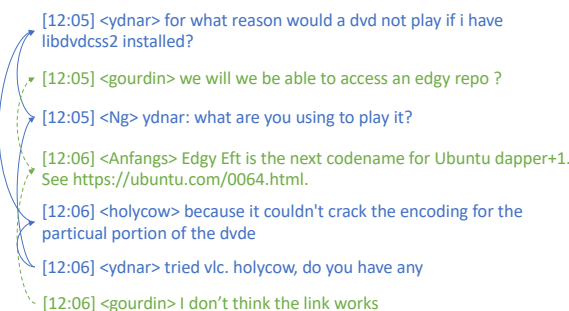 [12:05] <ydnar> for what reason would a dvd not play if i have
libdvdcss2 installed?
[12:05] <gourdin> we will we be able to access an edgy repo ?
[12:05] <Ng> ydnar: what are you using to play it?
[12:06] <Anfangs> Edgy Eft is the next codename for Ubuntu dapper+1.
See https://ubuntu.com/0064.html.
[12:06] <holycow> because it couldn't crack the encoding for the
particual portion of the dvde
[12:06] <ydnar> tried vlc. holycow, do you have any
[12:06] <gourdin> I don’t think the link works